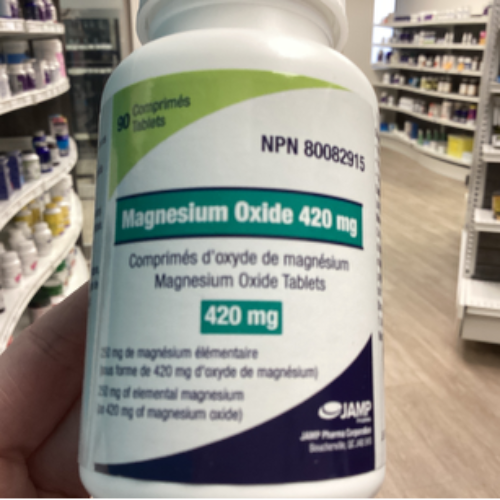 90 Comprimés
Tablets
NPN 80082915
Magnesium Oxide 420 mg
Comprimés d'oxyde de magnésium
Magnesium Oxide Tablets
420 mg
mg de magnésium élémentaire
sous forme de 420 mg d'oxyde de magnésium)
mg of elemental magnesium
as 420 mg of magnesium oxide)
JAMP
JAMP Pharma Corporation
Boucherville, QC